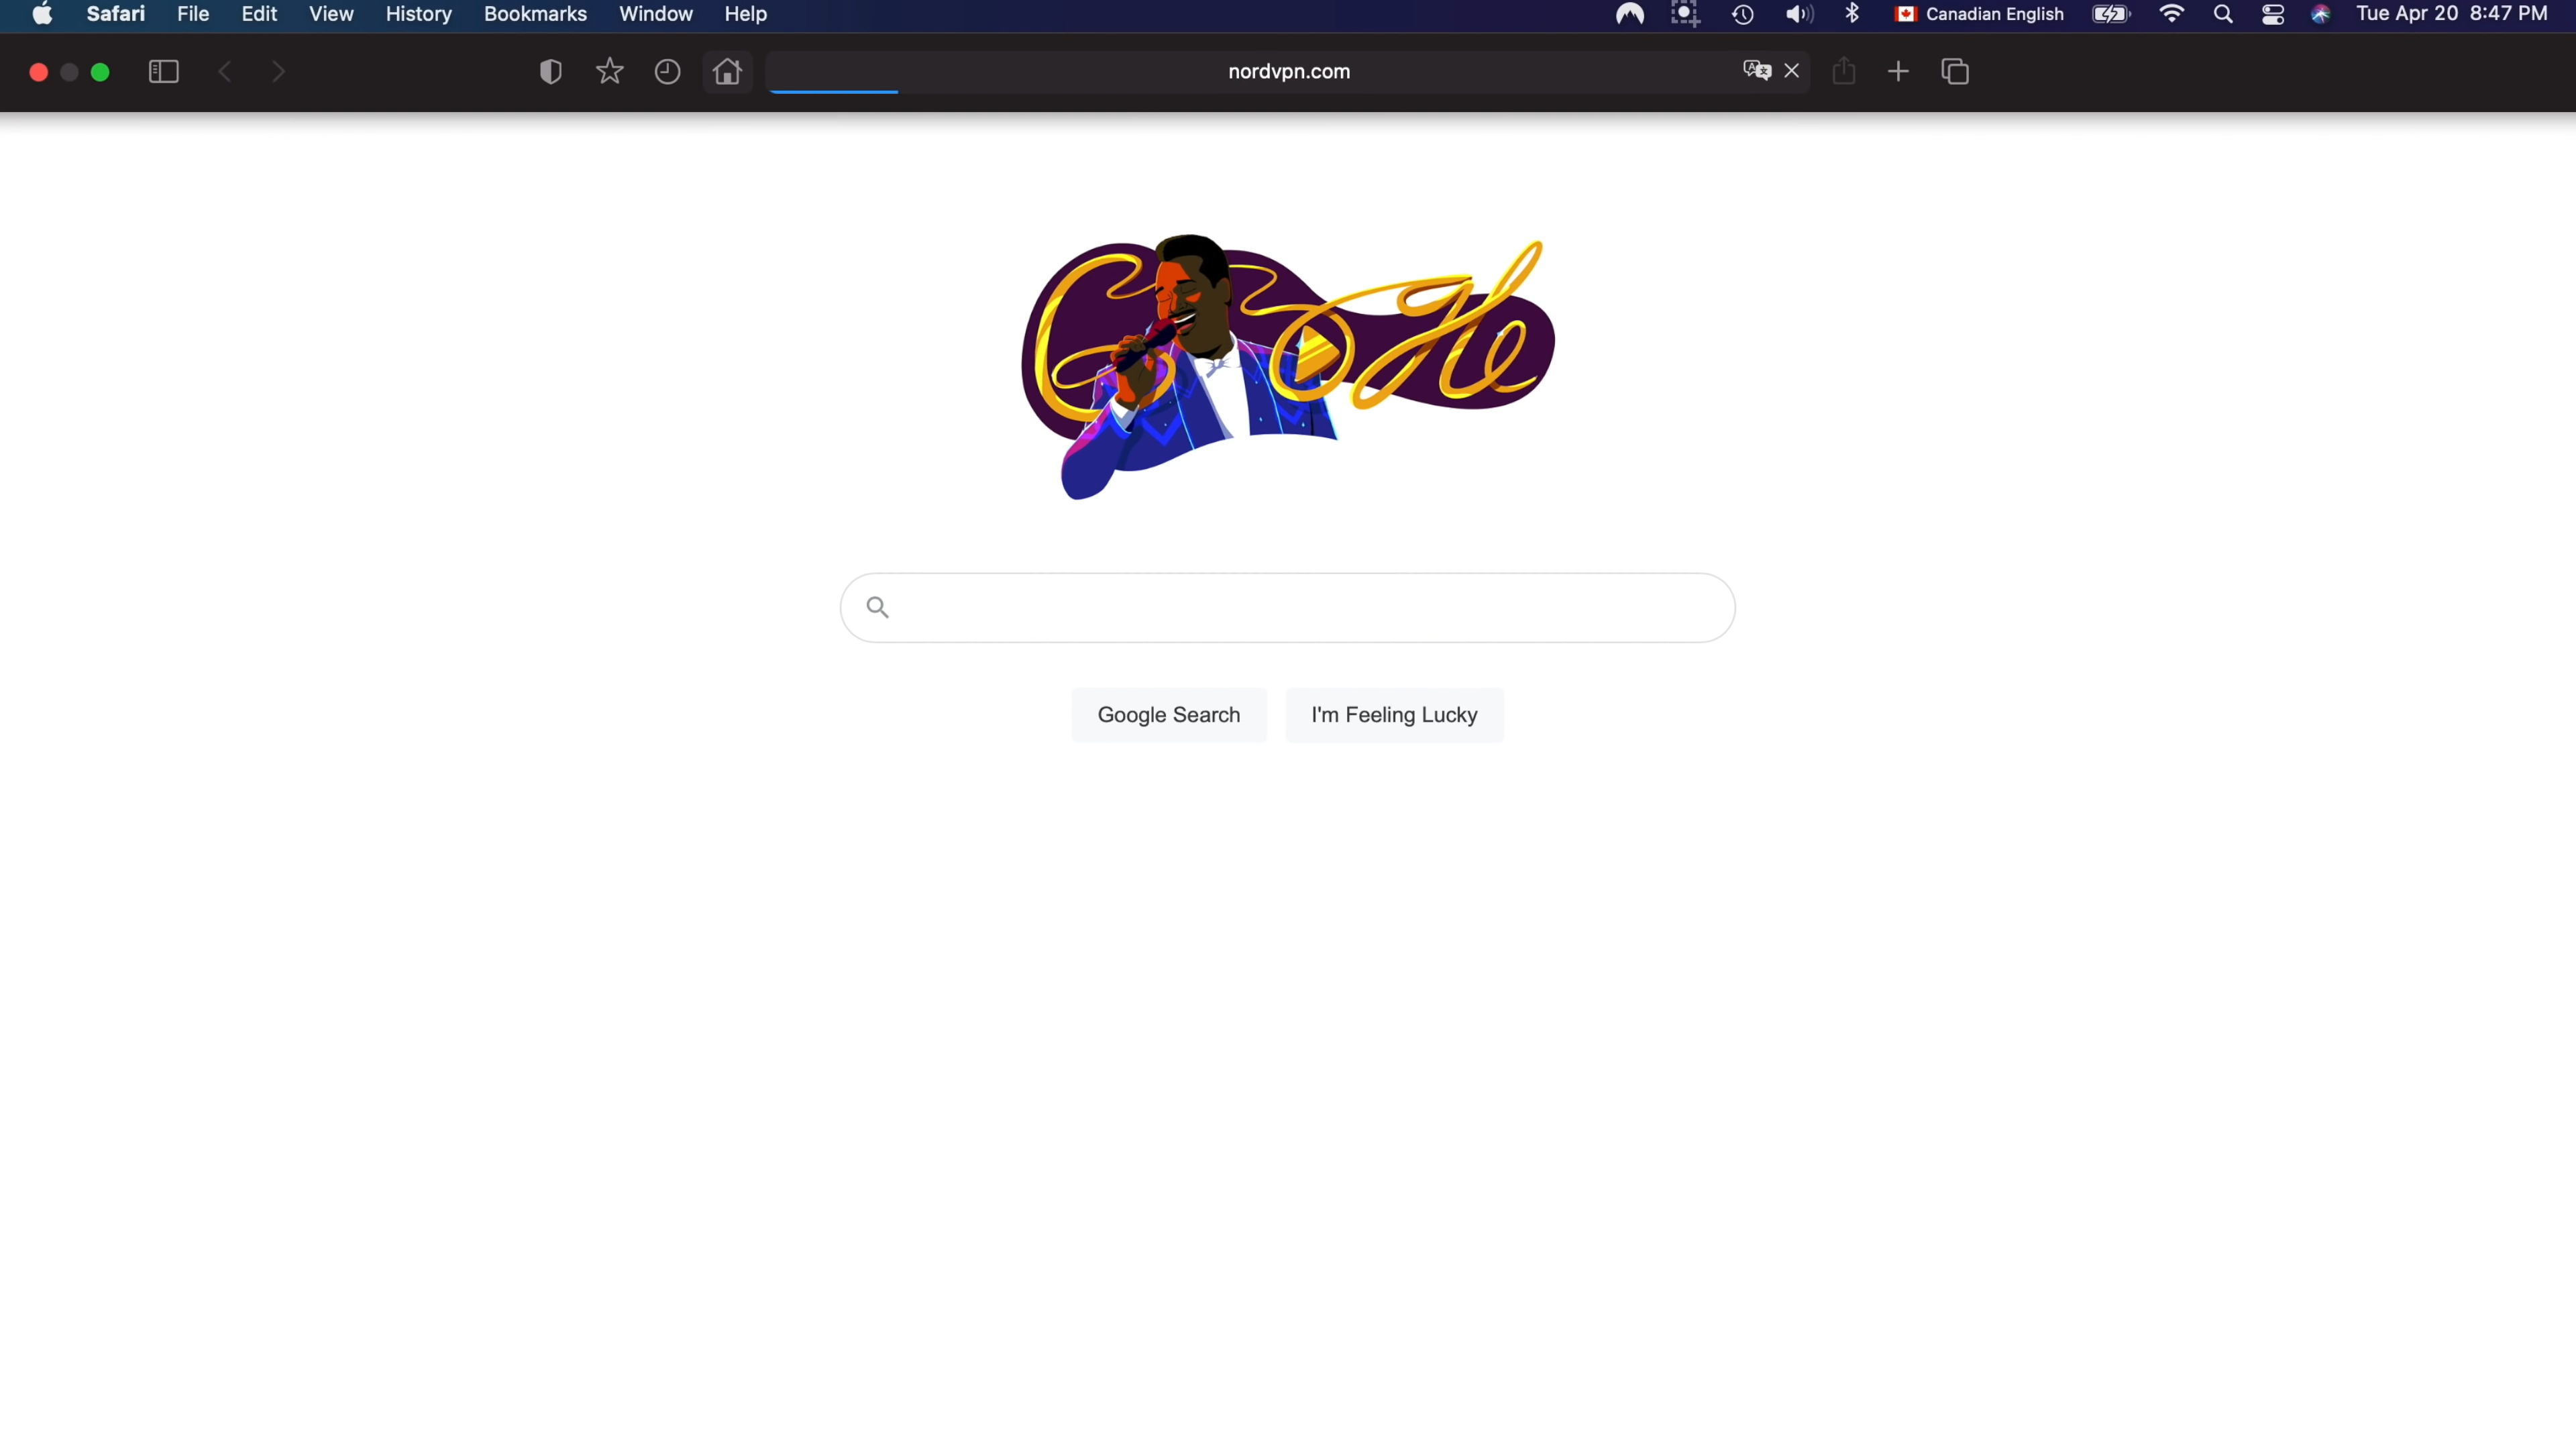 Safari File Edit View History Bookmarks Window Help Canadian English Tue Apr 20 8:47 PM
nordvpn.com
Google
Google Search I'm Feeling Lucky